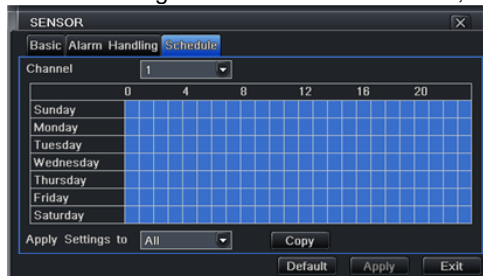 SENSOR X
Basic Alarm Handling Schedule
Channel 1
0 4 8 12 16 20
Sunday
Monday
Tuesday
Wednesday
Thursday
Friday
Saturday
Apply Settings to All Copy
Default Apply Exit